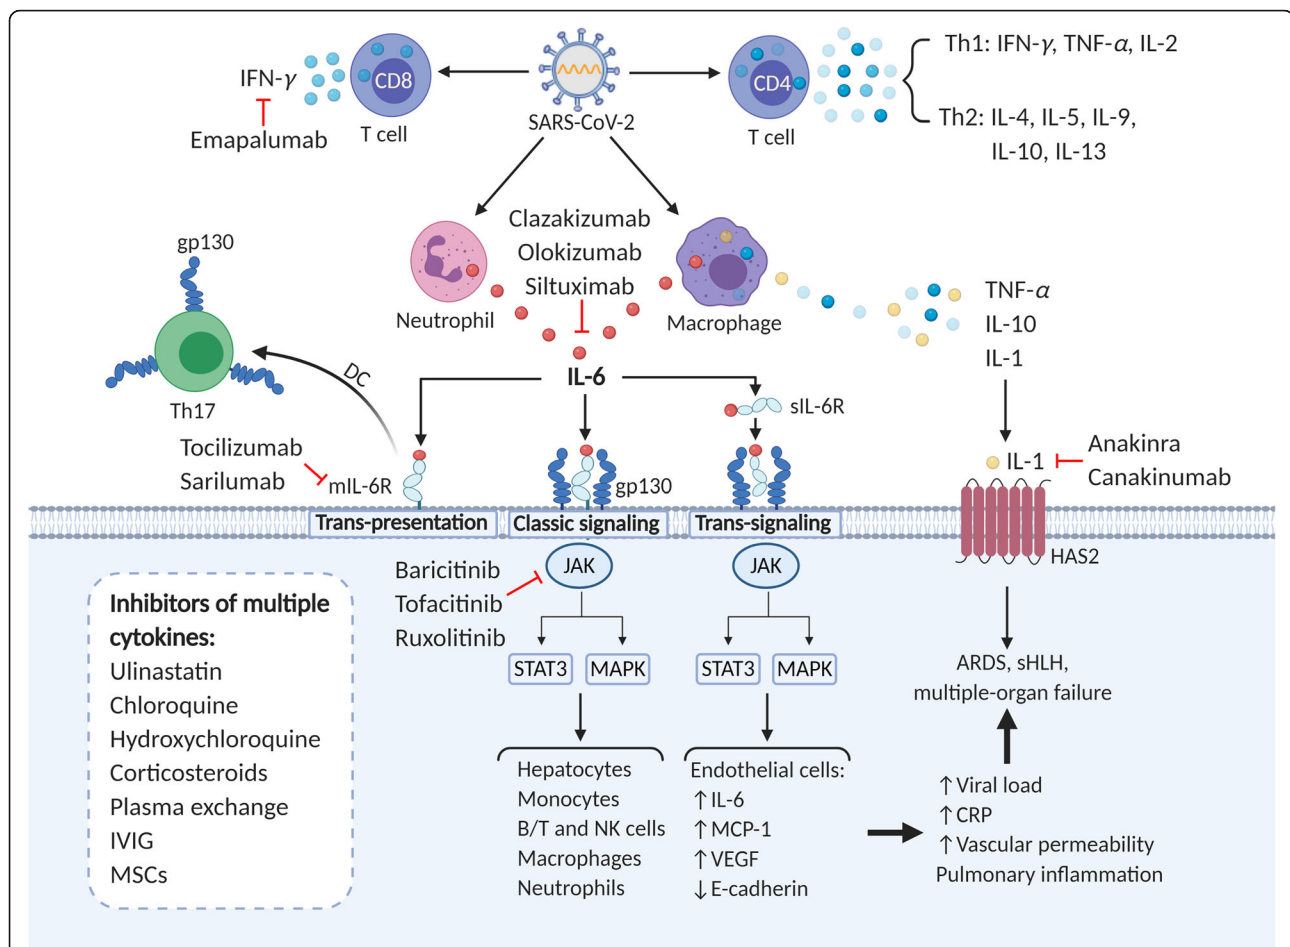 IFN-γ
Emapalumab
CD8
T cell
SARS-CoV-2
CD4
T cell
Th1: IFN-γ, TNF-α, IL-2
Th2: IL-4, IL-5, IL-9,
IL-10, IL-13
gp130
Th17
DC
Neutrophil
Clazakizumab
Olokizumab
Siltuximab
Macrophage
TNF-α
IL-10
IL-1
IL-6
sIL-6R
Tocilizumab
Sarilumab
mIL-6R
gp130
IL-1
Anakinra
Canakinumab
Trans-presentation
Classic signaling
Trans-signaling
HAS2
Baricitinib
Tofacitinib
Ruxolitinib
JAK
JAK
STAT3
MAPK
STAT3
MAPK
ARDS, sHLH,
multiple-organ failure
Inhibitors of multiple
cytokines:
Ulinastatin
Chloroquine
Hydroxychloroquine
Corticosteroids
Plasma exchange
IVIG
MSCs
Hepatocytes
Monocytes
B/T and NK cells
Macrophages
Neutrophils
Endothelial cells:
↑IL-6
↑MCP-1
↑VEGF
↓E-cadherin
↑Viral load
↑CRP
↑Vascular permeability
Pulmonary inflammation